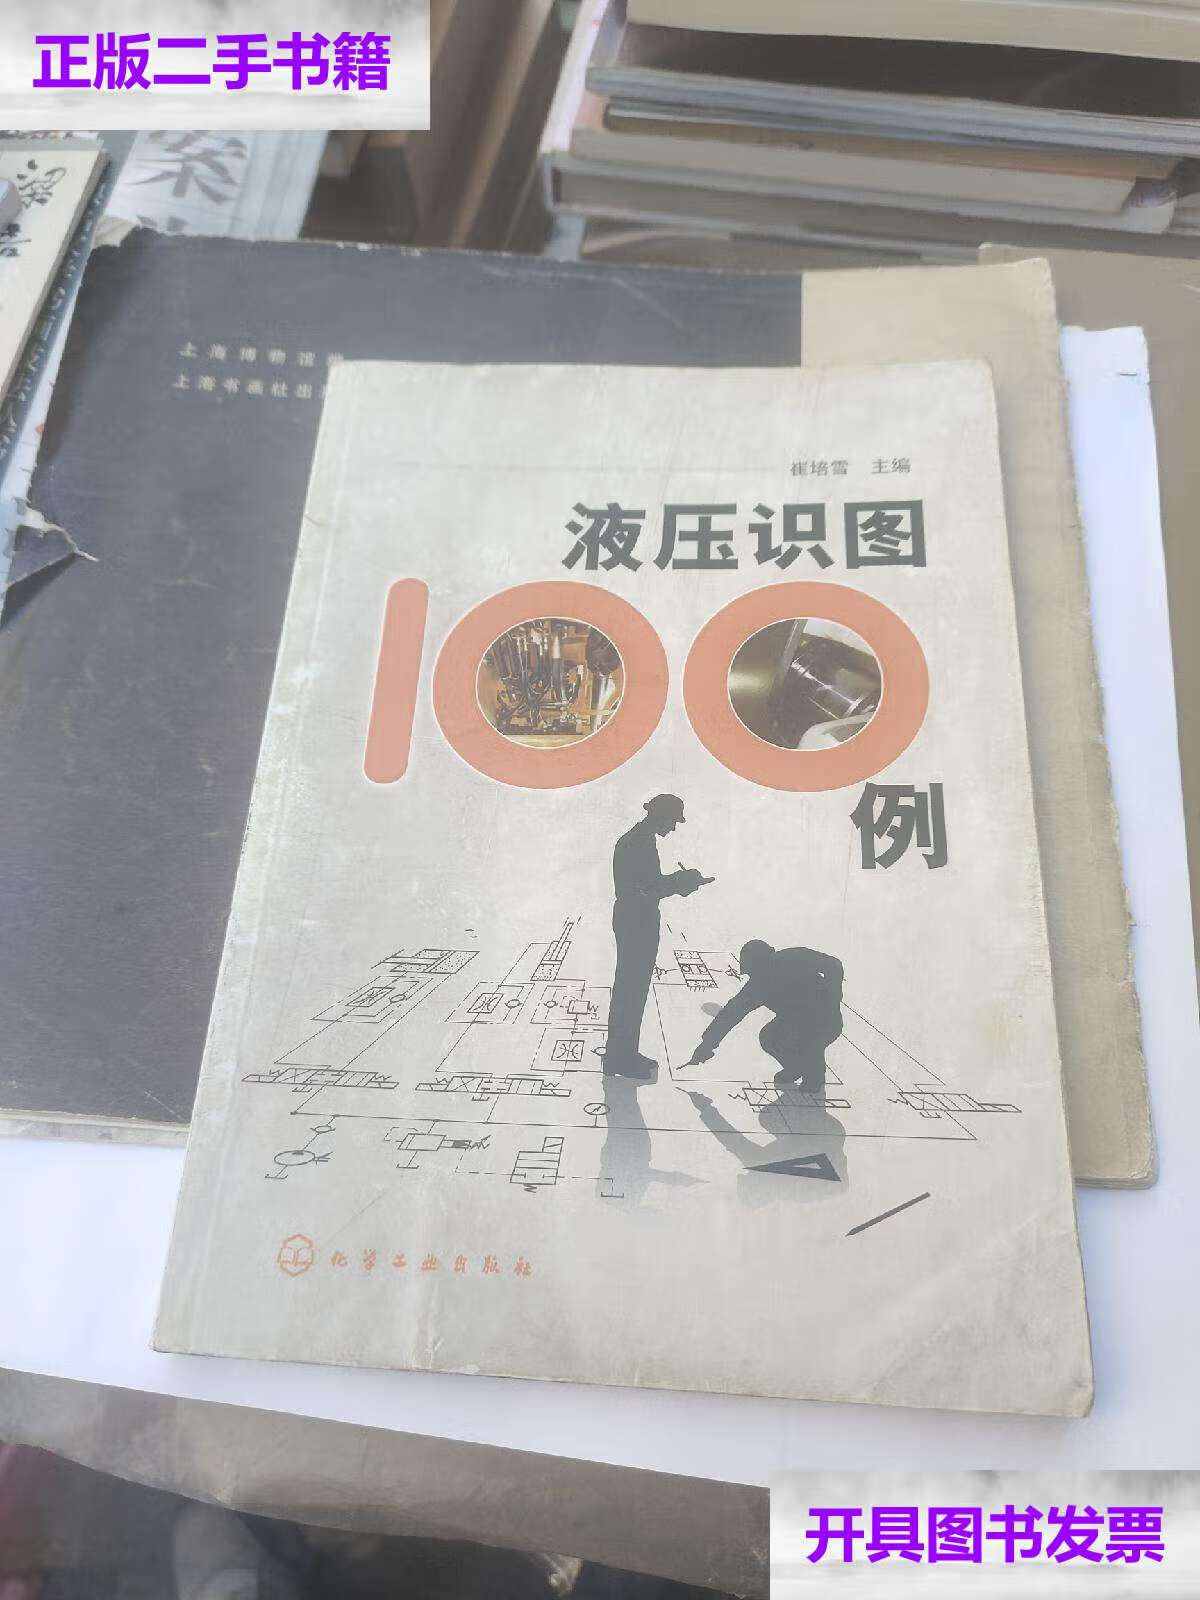 正版二手书籍
案
上海博物馆
上海书画社出
崔培雪 主编
液压识图
100
例
化学工业出版社
开具图书发票